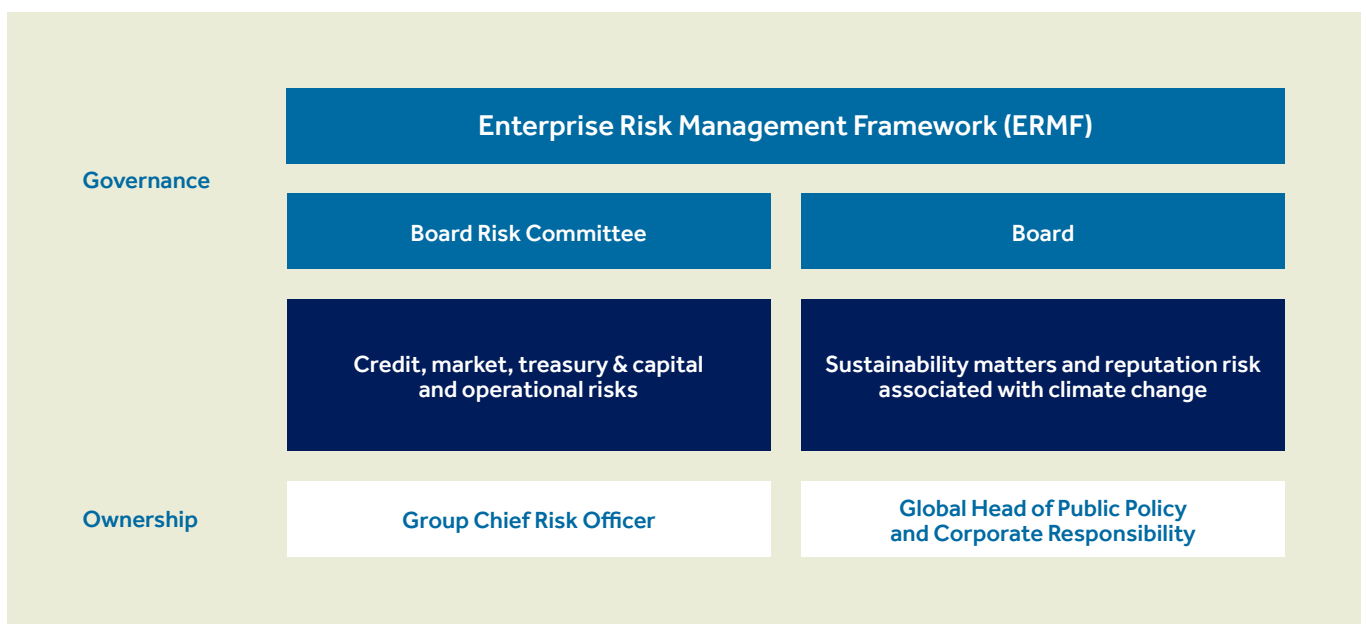 Enterprise Risk Management Framework (ERMF)
Governance
Board Risk Committee
Board
Credit, market, treasury & capital
and operational risks
Sustainability matters and reputation risk
associated with climate change
Ownership
Group Chief Risk Officer
Global Head of Public Policy
and Corporate Responsibility